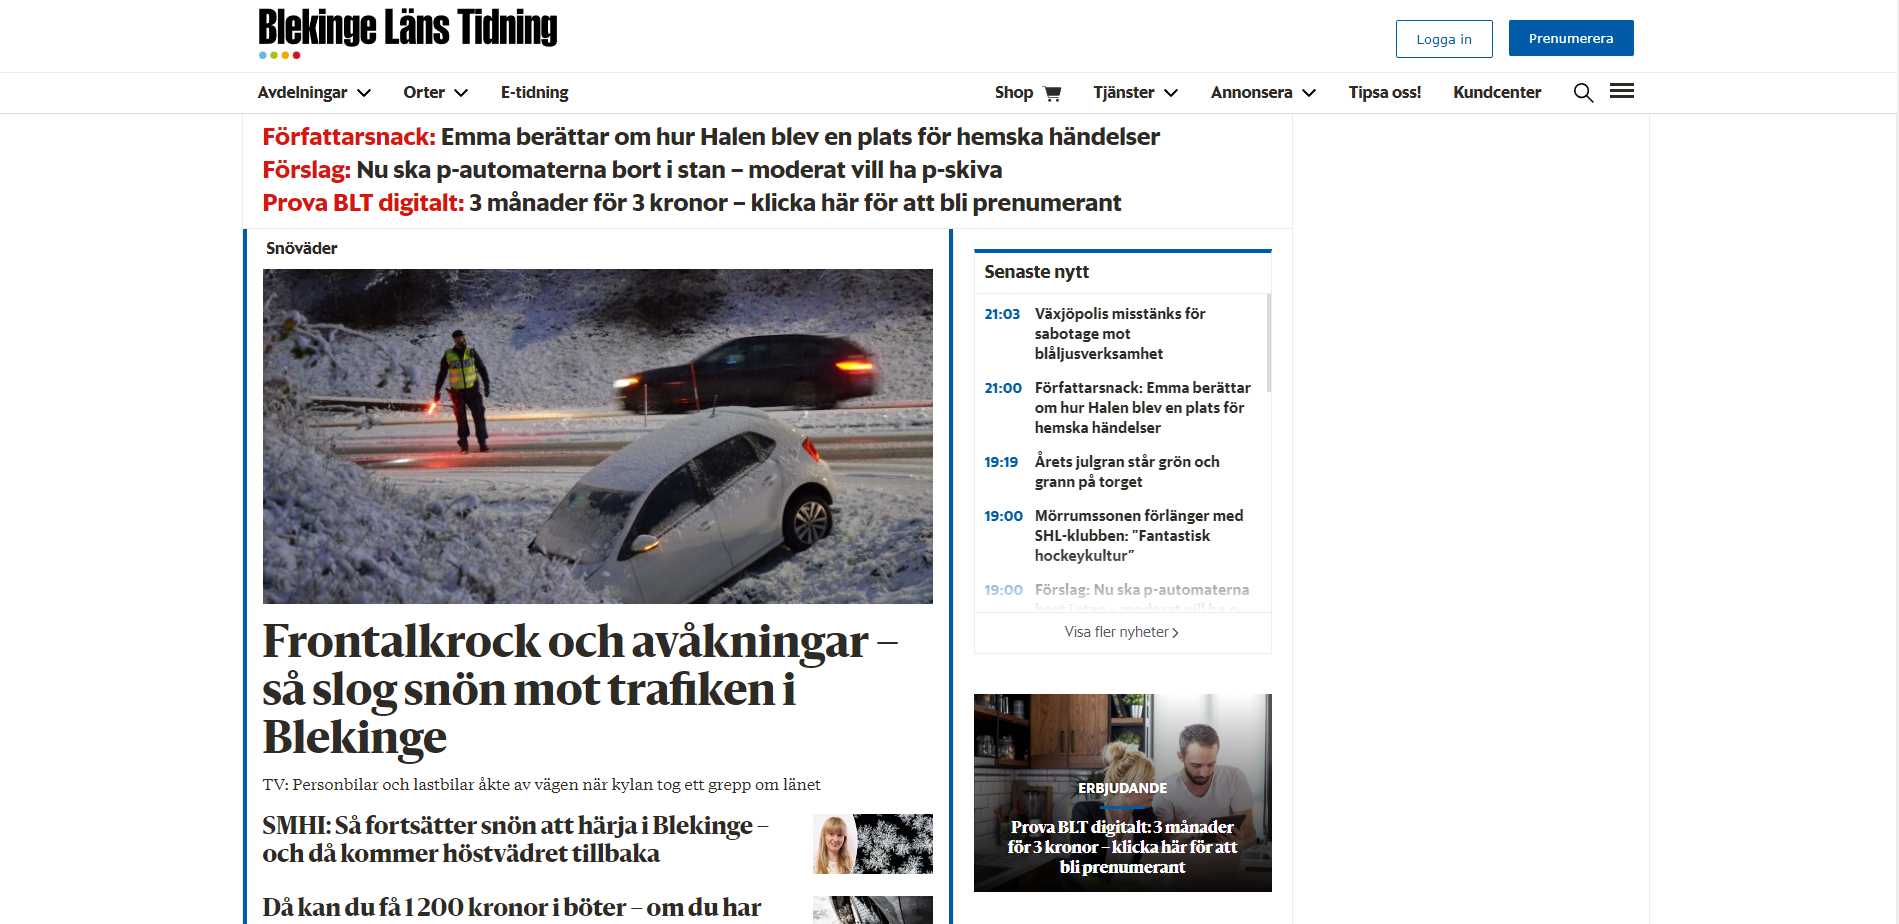 Blekinge Läns Tidning
Logga in
Prenumerera
Avdelningar
Orter
E-tidning
Shop
Tjänster
Annonsera
Tipsa oss!
Kundcenter
Författarsnack: Emma berättar om hur Halen blev en plats för hemska händelser
Förslag: Nu ska p-automaterna bort i stan – moderat vill ha p-skiva
Prova BLT digitalt: 3 månader för 3 kronor – klicka här för att bli prenumerant
Snöväder
Frontalkrock och avåkningar –
så slog snön mot trafiken i
Blekinge
TV: Personbilar och lastbilar åkte av vägen när kylan tog ett grepp om länet
SMHI: Så fortsätter snön att härja i Blekinge –
och då kommer höstvädret tillbaka
Då kan du få 1 200 kronor i böter – om du har
Senaste nytt
21:03 Växjöpolis misstänks för
sabotage mot
blåljusverksamhet
21:00 Författarsnack: Emma berättar
om hur Halen blev en plats för
hemska händelser
19:19 Årets julgran står grön och
grann på torget
19:00 Mörrumssonen förlänger med
SHL-klubben: ”Fantastisk
hockeykultur”
19:00 Förslag: Nu ska p-automaterna
bort i stan – moderat vill ha p-
Visa fler nyheter
ERBJUDANDE
Prova BLT digitalt: 3 månader
för 3 kronor – klicka här för att
bli prenumerant